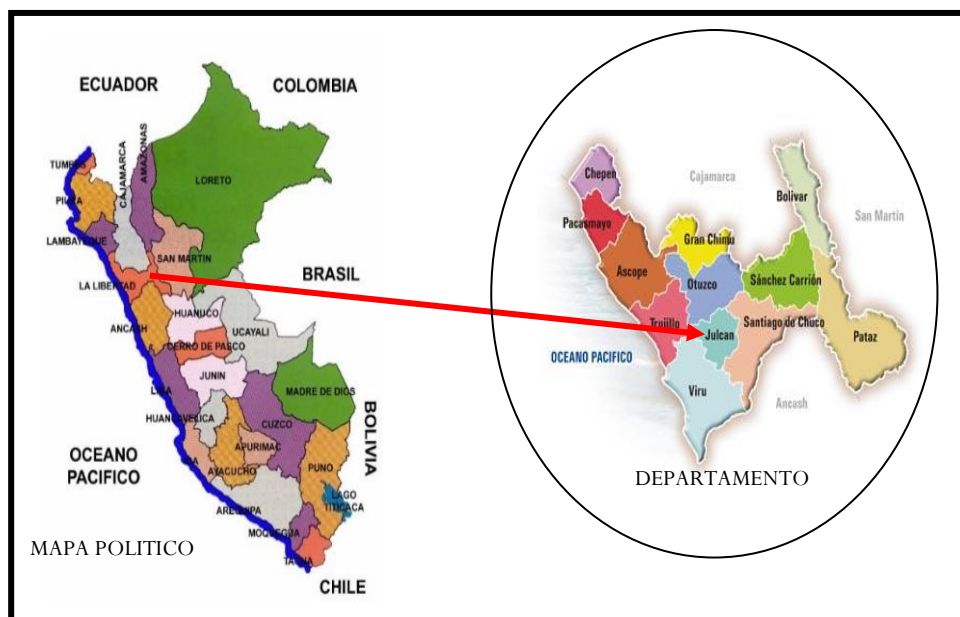 ECUADOR
COLOMBIA
TUMBES
PIURA
CAJAMARCA
AMAZONAS
LORETO
LAMBAYEQUE
SAN MARTIN
BRASIL
LA LIBERTAD
HUANUCO
ANCASH
UCAYALI
CERRO DE PASCO
JUNIN
LIMA
MADRE DE DIOS
HUANCAVELICA
CUZCO
BOLIVIA
OCEANO
PACIFICO
APURIMAC
AYACUCHO
PUNO
LAGO
TITICACA
AREQUIPA
MOQUEGUA
TACNA
MAPA POLITICO
CHILE
Chepen
Cajamarca
Bolivar
Pacasmayo
San Martín
Gran Chimu
Ascope
Otuzco
Sánchez Carrión
Trujillo
Julcan
Santiago de Chuco
Pataz
OCEANO PACIFICO
Viru
Ancash
DEPARTAMENTO